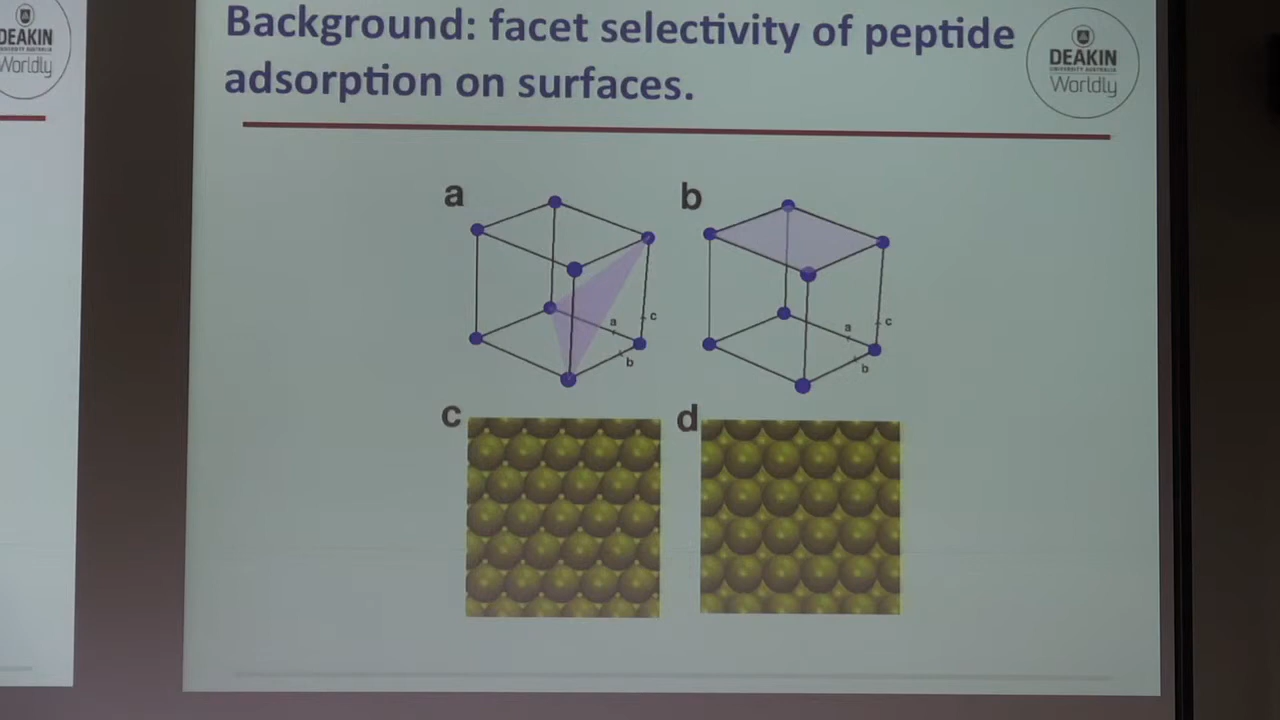 DEAKIN
Worldly
Background: facet selectivity of peptide
adsorption on surfaces.
DEAKIN
UNIVERSITY AUSTRALIA
Worldly
a
b
a
c
b
a
c
b
c
d